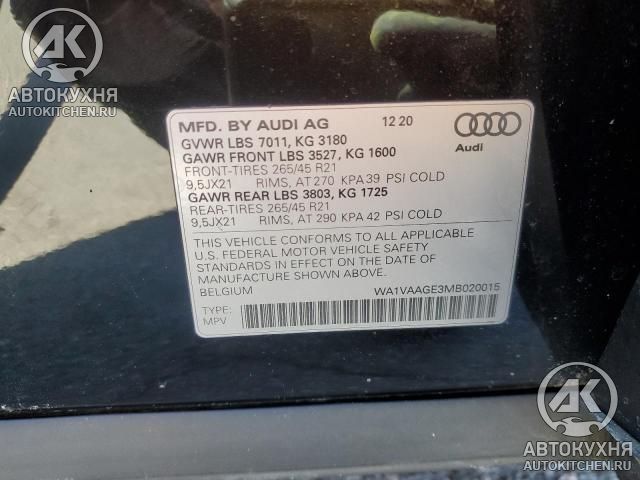 АК
АВТОКУХНЯ
AUTOKITCHEN.RU
MFD. BY AUDI AG 12 20
GVWR LBS 7011, KG 3180
GAWR FRONT LBS 3527, KG 1600
FRONT-TIRES 265/45 R21
9,5JX21 RIMS, AT 270 KPA 39 PSI COLD
GAWR REAR LBS 3803, KG 1725
REAR-TIRES 265/45 R21
9,5JX21 RIMS, AT 290 KPA 42 PSI COLD
Audi
THIS VEHICLE CONFORMS TO ALL APPLICABLE
U.S. FEDERAL MOTOR VEHICLE SAFETY
STANDARDS IN EFFECT ON THE DATE OF
MANUFACTURE SHOWN ABOVE.
BELGIUM WA1VAAGE3MB020015
TYPE:
MPV
АК
АВТОКУХНЯ
AUTOKITCHEN.RU